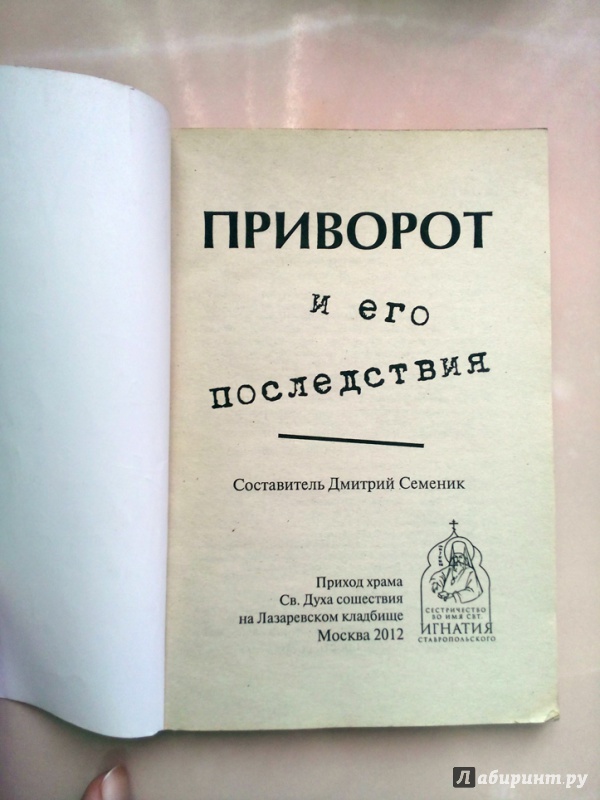 ПРИВОРОТ
и его
последствия
Составитель Дмитрий Семеник
Приход храма
Св. Духа сошествия
на Лазаревском кладбище
Москва 2012
СЕСТРИЧЕСТВО
ВО ИМЯ СВТ.
ИГНАТИЯ
СТАВРОПОЛЬСКОГО
Лабиринт.ру